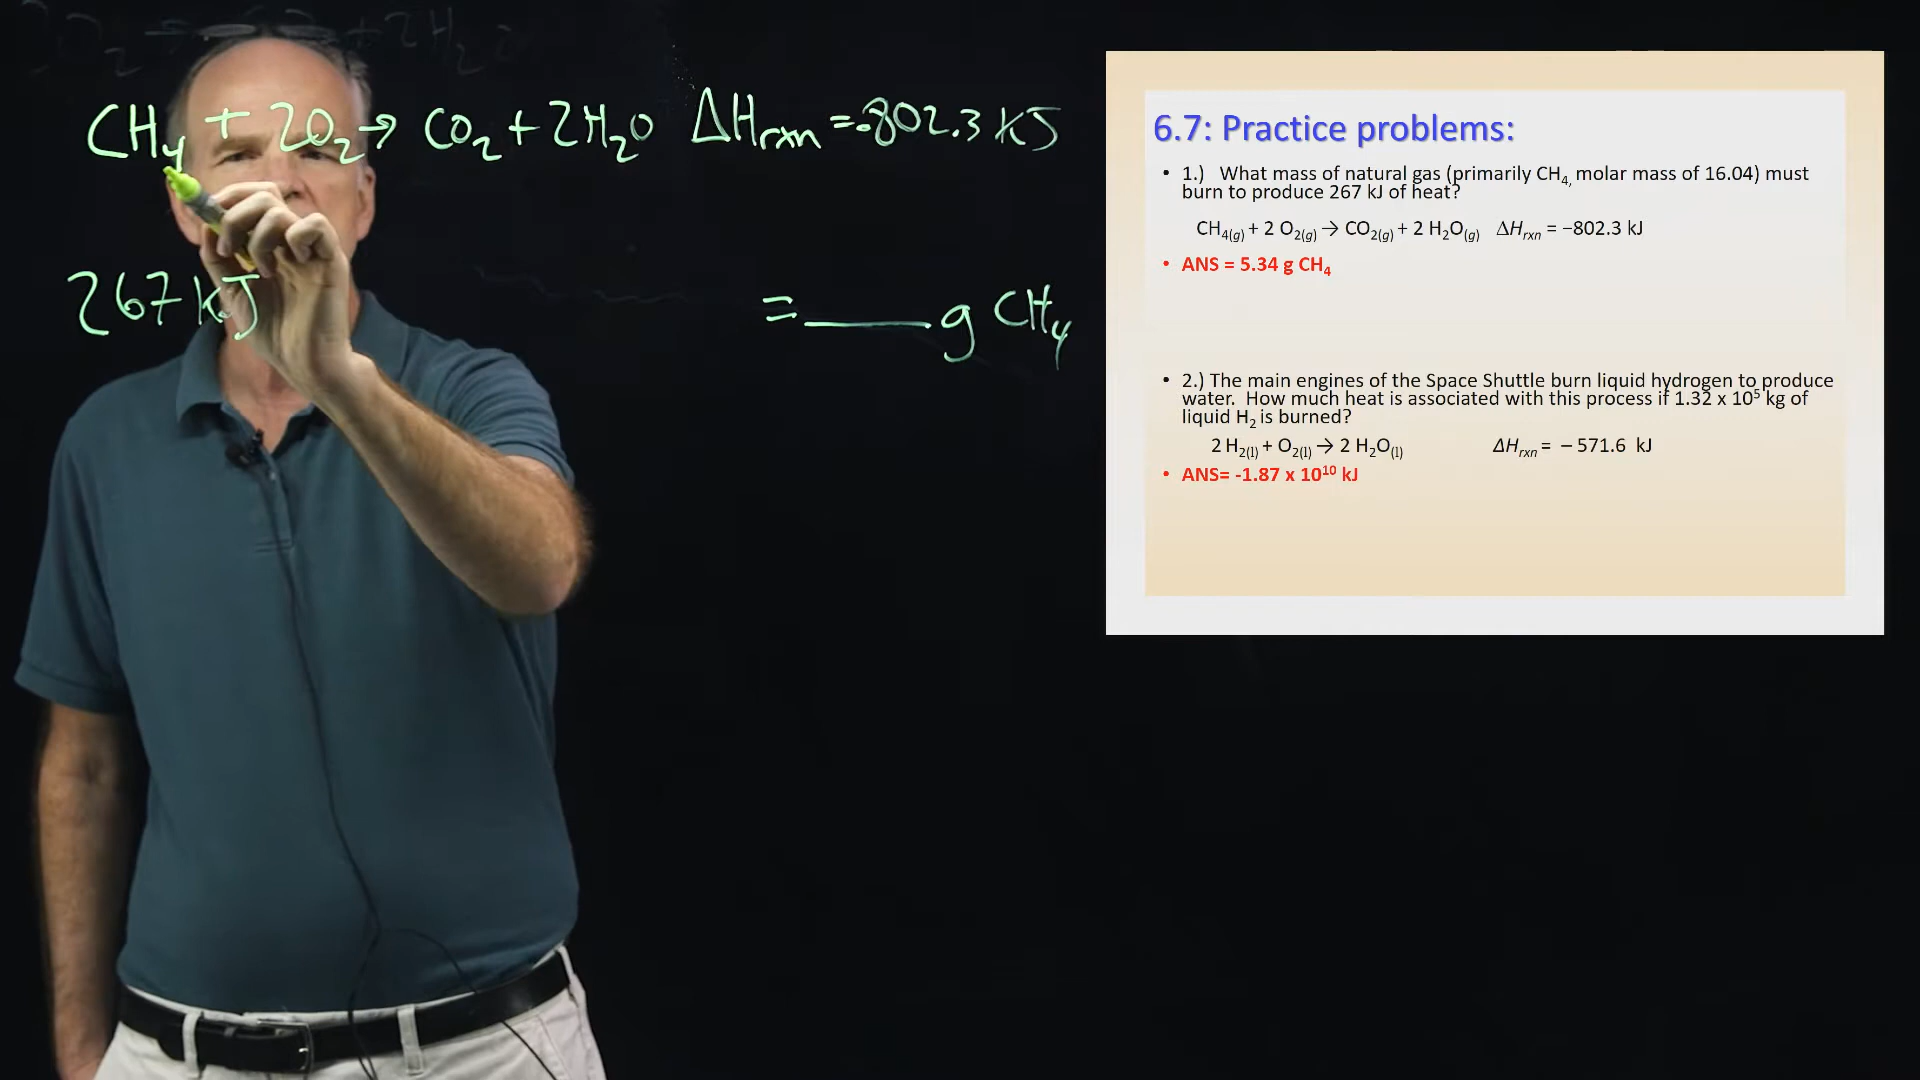 CH₄ + 2O₂ → CO₂ + 2H₂O ΔHrxn = -802.3 kJ
267 kJ = ____ g CH₄
6.7: Practice problems:
• 1.) What mass of natural gas (primarily CH₄, molar mass of 16.04) must
burn to produce 267 kJ of heat?
CH₄(g) + 2 O₂(g) → CO₂(g) + 2 H₂O(g) ΔHrxn = −802.3 kJ
• ANS = 5.34 g CH₄
• 2.) The main engines of the Space Shuttle burn liquid hydrogen to produce
water. How much heat is associated with this process if 1.32 x 10⁵ kg of
liquid H₂ is burned?
2 H₂(l) + O₂(l) → 2 H₂O(l) ΔHrxn = − 571.6 kJ
• ANS= -1.87 x 10¹⁰ kJ